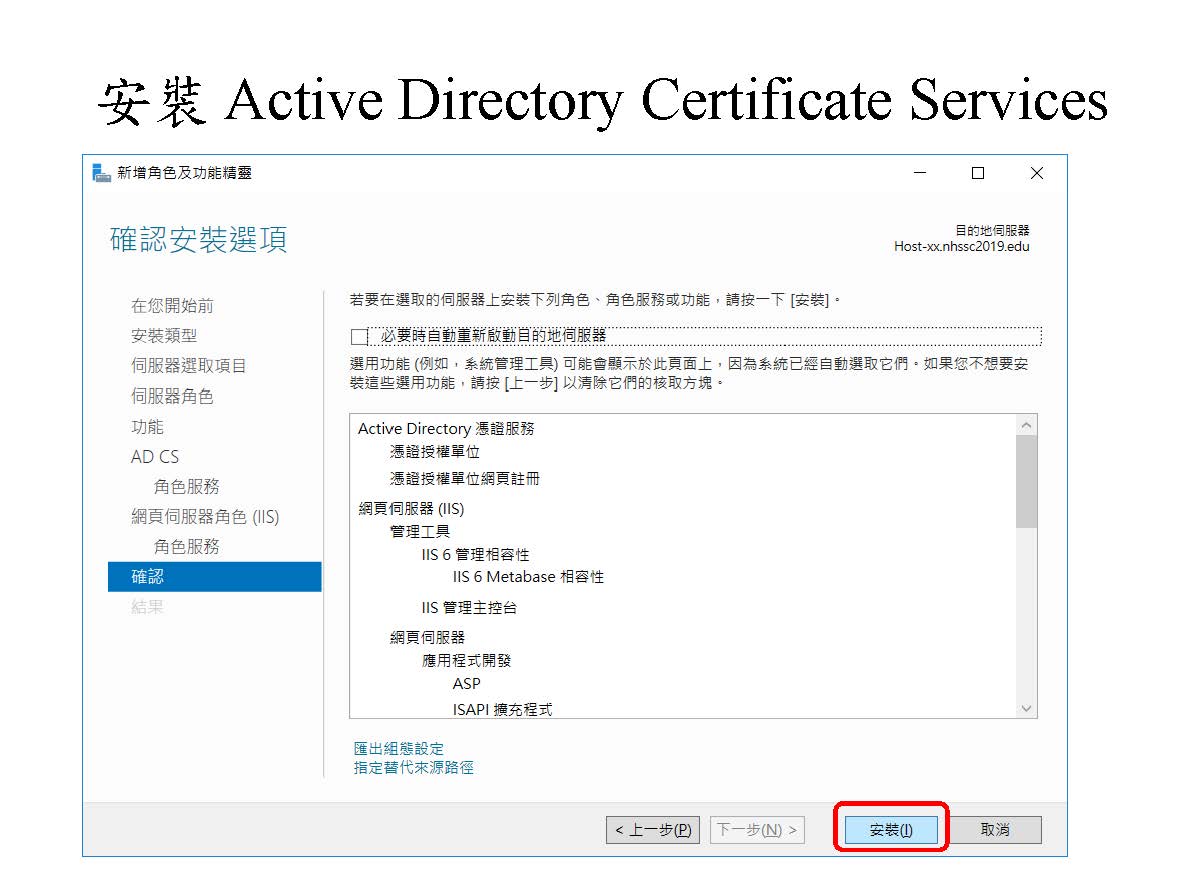 安裝 Active Directory Certificate Services
新增角色及功能精靈
確認安裝選項
目的地伺服器
Host-xx.nhssc2019.edu
在您開始前
安裝類型
伺服器選取項目
伺服器角色
功能
AD CS
角色服務
網頁伺服器角色 (IIS)
角色服務
確認
結果
若要在選取的伺服器上安裝下列角色、角色服務或功能，請按一下 [安裝]。
必要時自動重新啟動目的地伺服器
選用功能 (例如，系統管理工具) 可能會顯示於此頁面上，因為系統已經自動選取它們。如果您不想要安
裝這些選用功能，請按 [上一步] 以清除它們的核取方塊。
Active Directory 憑證服務
憑證授權單位
憑證授權單位網頁註冊
網頁伺服器 (IIS)
管理工具
IIS 6 管理相容性
IIS 6 Metabase 相容性
IIS 管理主控台
網頁伺服器
應用程式開發
ASP
ISAPI 擴充程式
匯出組態設定
指定替代來源路徑
< 上一步(P)
下一步(N) >
安裝(I)
取消